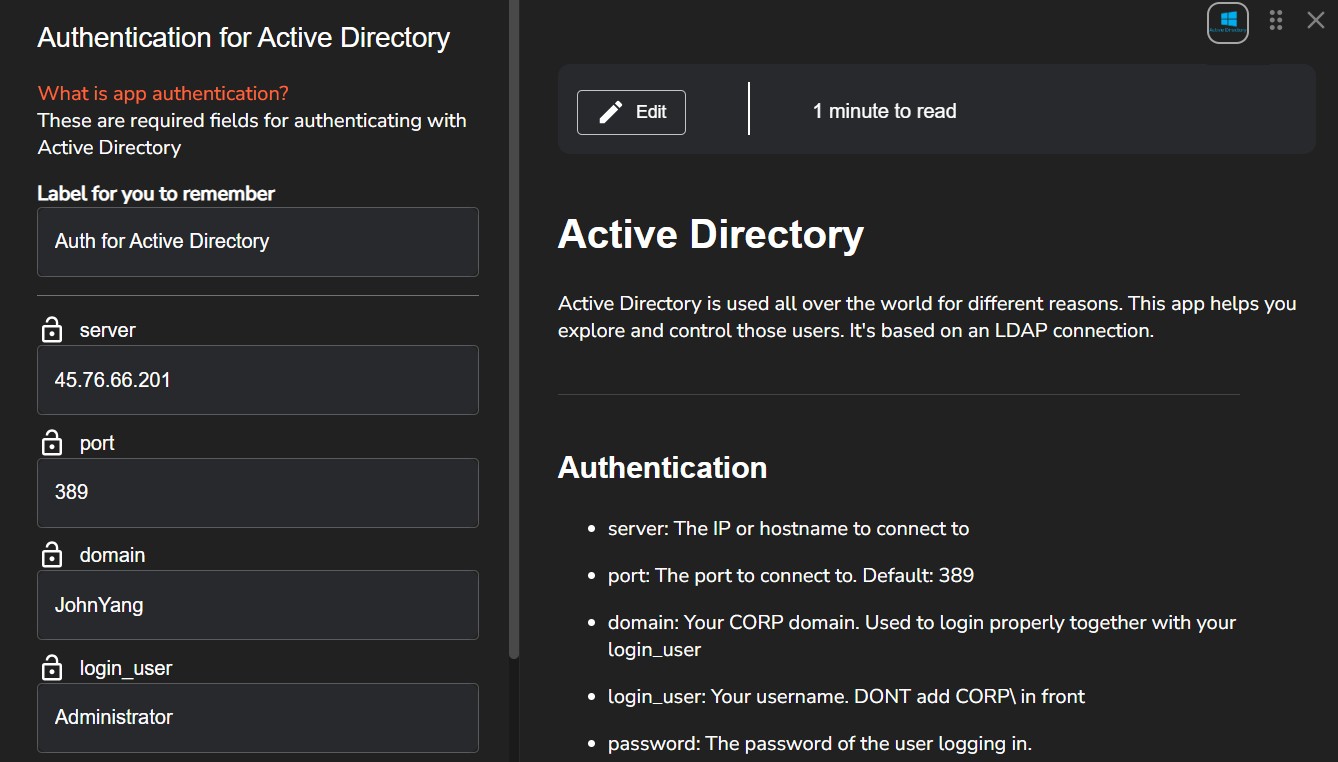 Authentication for Active Directory
What is app authentication?
These are required fields for authenticating with
Active Directory
Label for you to remember
Auth for Active Directory
server
45.76.66.201
port
389
domain
JohnYang
login_user
Administrator
Edit
1 minute to read
Active Directory
Active Directory is used all over the world for different reasons. This app helps you
explore and control those users. It's based on an LDAP connection.
Authentication
• server: The IP or hostname to connect to
• port: The port to connect to. Default: 389
• domain: Your CORP domain. Used to login properly together with your
login_user
• login_user: Your username. DONT add CORP\ in front
• password: The password of the user logging in.